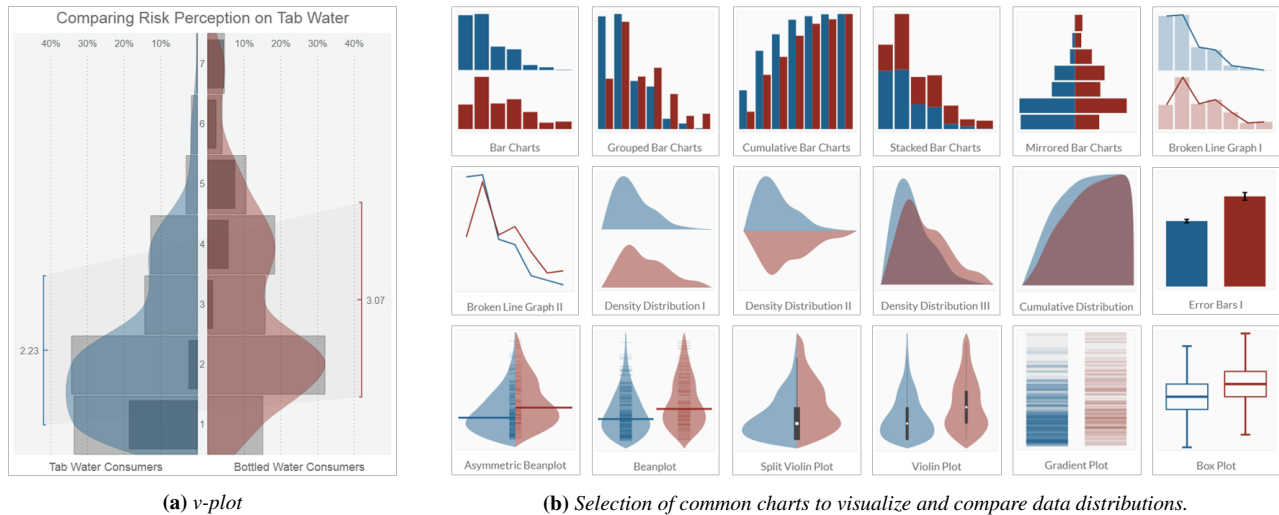 Comparing Risk Perception on Tab Water
40% 30% 20% 10% 10% 20% 30% 40%
7
6
5
4
3
2
1
2.23
3.07
Tab Water Consumers Bottled Water Consumers
(a) v-plot
Bar Charts Grouped Bar Charts Cumulative Bar Charts Stacked Bar Charts Mirrored Bar Charts Broken Line Graph I
Broken Line Graph II Density Distribution I Density Distribution II Density Distribution III Cumulative Distribution Error Bars I
Asymmetric Beanplot Beanplot Split Violin Plot Violin Plot Gradient Plot Box Plot
(b) Selection of common charts to visualize and compare data distributions.